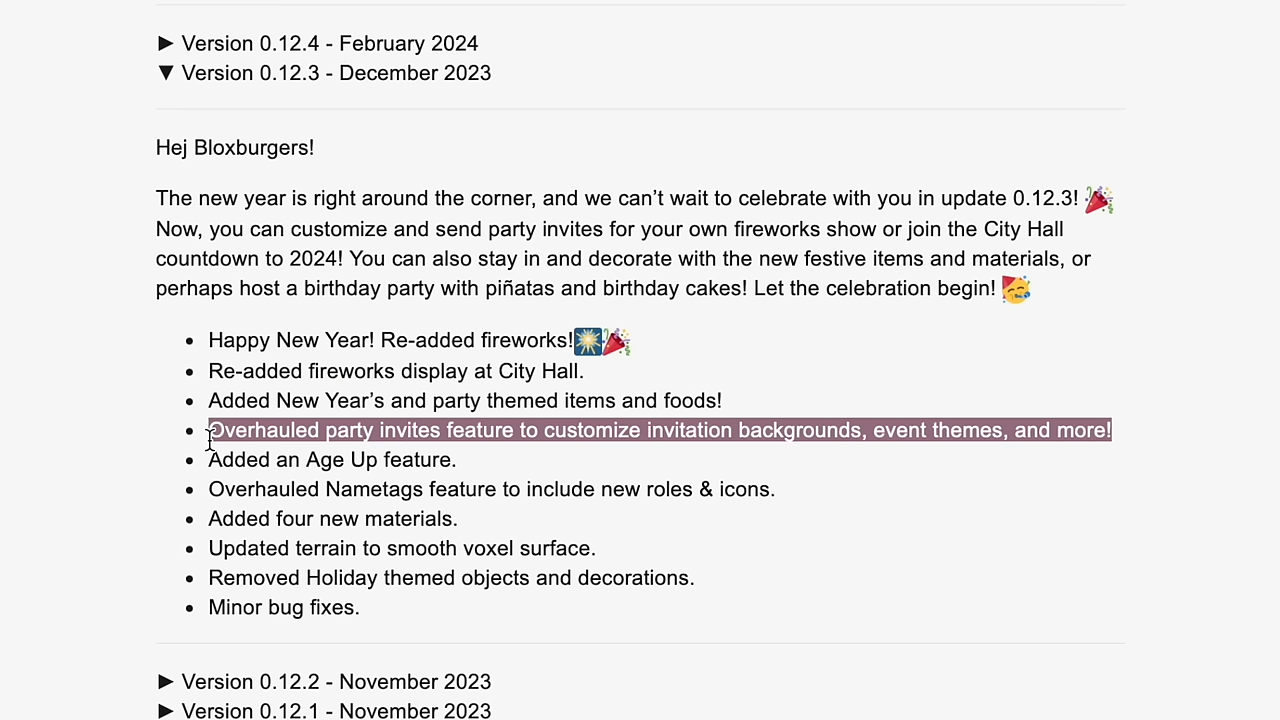 ► Version 0.12.4 - February 2024
▼ Version 0.12.3 - December 2023
Hej Bloxburgers!
The new year is right around the corner, and we can’t wait to celebrate with you in update 0.12.3! 🎉
Now, you can customize and send party invites for your own fireworks show or join the City Hall
countdown to 2024! You can also stay in and decorate with the new festive items and materials, or
perhaps host a birthday party with piñatas and birthday cakes! Let the celebration begin! 🥳
• Happy New Year! Re-added fireworks!🎆🎉
• Re-added fireworks display at City Hall.
• Added New Year’s and party themed items and foods!
• Overhauled party invites feature to customize invitation backgrounds, event themes, and more!
• Added an Age Up feature.
• Overhauled Nametags feature to include new roles & icons.
• Added four new materials.
• Updated terrain to smooth voxel surface.
• Removed Holiday themed objects and decorations.
• Minor bug fixes.
► Version 0.12.2 - November 2023
► Version 0.12.1 - November 2023